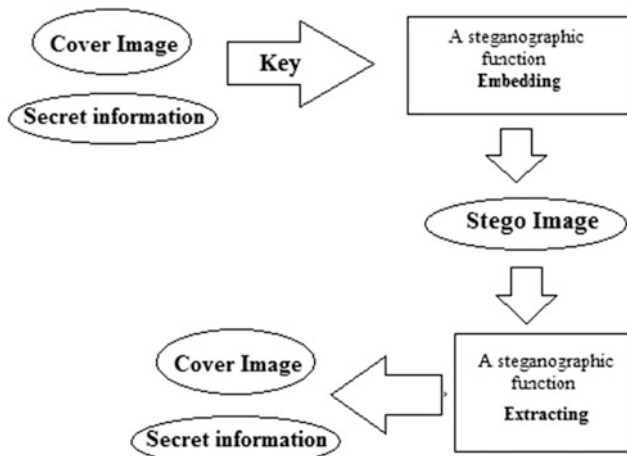 Cover Image
Secret information
Key
A steganographic
function
Embedding
Stego Image
A steganographic
function
Extracting
Cover Image
Secret information